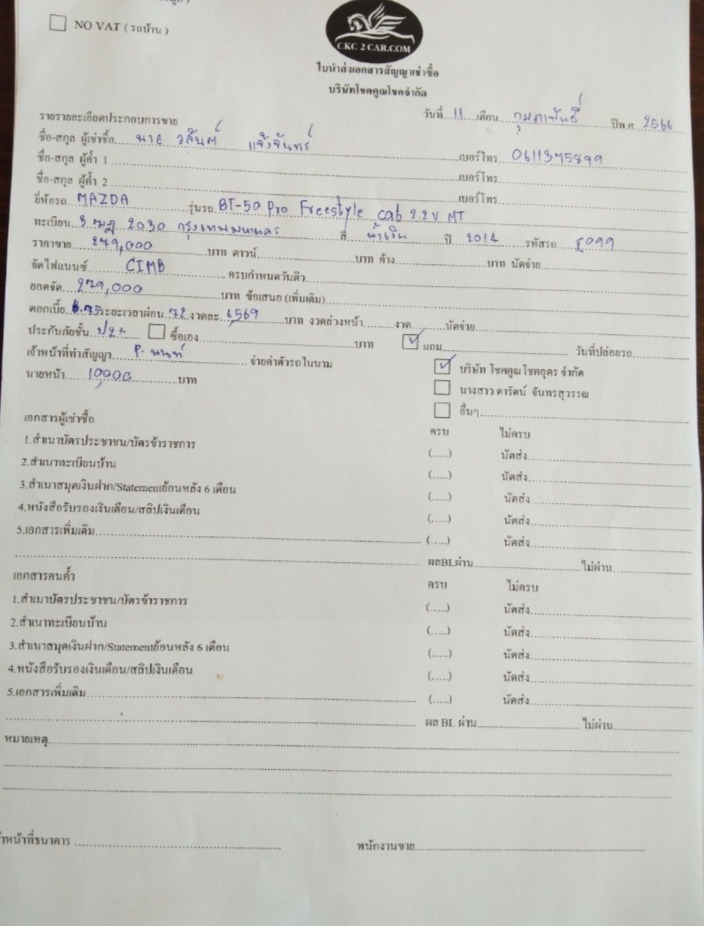 NO VAT ( รถบ้าน )
CKC 2 CAR.COM
ใบนำส่งเอกสารสัญญาเช่าซื้อ
บริษัทโชคคูณโชคจำกัด
วันที่ 11 เดือน กุมภาพันธ์ ปีพ.ศ. 2566
รายรายละเอียดประกอบการขาย
ชื่อ-สกุล ผู้เช่าซื้อ นาย วสันต์ แจ้งจันทร์ เบอร์โทร 0611375899
ชื่อ-สกุล ผู้ค้ำ 1 เบอร์โทร
ชื่อ-สกุล ผู้ค้ำ 2 เบอร์โทร
ยี่ห้อรถ MAZDA รุ่นรถ BT-50 Pro Freestyle cab 2.2 V MT
ทะเบียน 3 ฒฎ 2030 กรุงเทพมหานคร สี น้ำเงิน ปี 2014 รหัสรถ
ราคาขาย 279,000 บาท ดาวน์ บาท ค้าง บาท นัดจ่าย
จัดไฟแนนซ์ CIMB ครบกำหนดวันดิว
ยอดจัด 279,000 บาท ข้อเสนอ (เพิ่มเติม)
ดอกเบี้ย ระยะเวลาผ่อน 72 งวดละ 6,569 บาท งวดล่วงหน้า งวด นัดจ่าย
ประกันภัยชั้น ป2+ ซื้อเอง บาท แถม วันที่ปล่อยรถ
เจ้าหน้าที่ทำสัญญา P. นนท์ จ่ายค่าตัวรถในนาม บริษัท โชคคูณโชคอุดร จำกัด
นายหน้า 10,000 บาท นางสาว ดารัตน์ จันทรสุวรรณ
อื่นๆ
เอกสารผู้เช่าซื้อ ครบ ไม่ครบ
1.สำเนาบัตรประชาชน/บัตรข้าราชการ (.....) นัดส่ง
2.สำเนาทะเบียนบ้าน (.....) นัดส่ง
3.สำเนาสมุดเงินฝาก/Statementย้อนหลัง 6 เดือน (.....) นัดส่ง
4.หนังสือรับรองเงินเดือน/สลิปเงินเดือน (.....) นัดส่ง
5.เอกสารเพิ่มเติม (.....) นัดส่ง
ผลBLผ่าน ไม่ผ่าน
เอกสารคนค้ำ ครบ ไม่ครบ
1.สำเนาบัตรประชาชน/บัตรข้าราชการ (.....) นัดส่ง
2.สำเนาทะเบียนบ้าน (.....) นัดส่ง
3.สำเนาสมุดเงินฝาก/Statementย้อนหลัง 6 เดือน (.....) นัดส่ง
4.หนังสือรับรองเงินเดือน/สลิปเงินเดือน (.....) นัดส่ง
5.เอกสารเพิ่มเติม (.....) นัดส่ง
ผล BL ผ่าน ไม่ผ่าน
หมายเหตุ
หน้าที่ธนาคาร พนักงานขาย